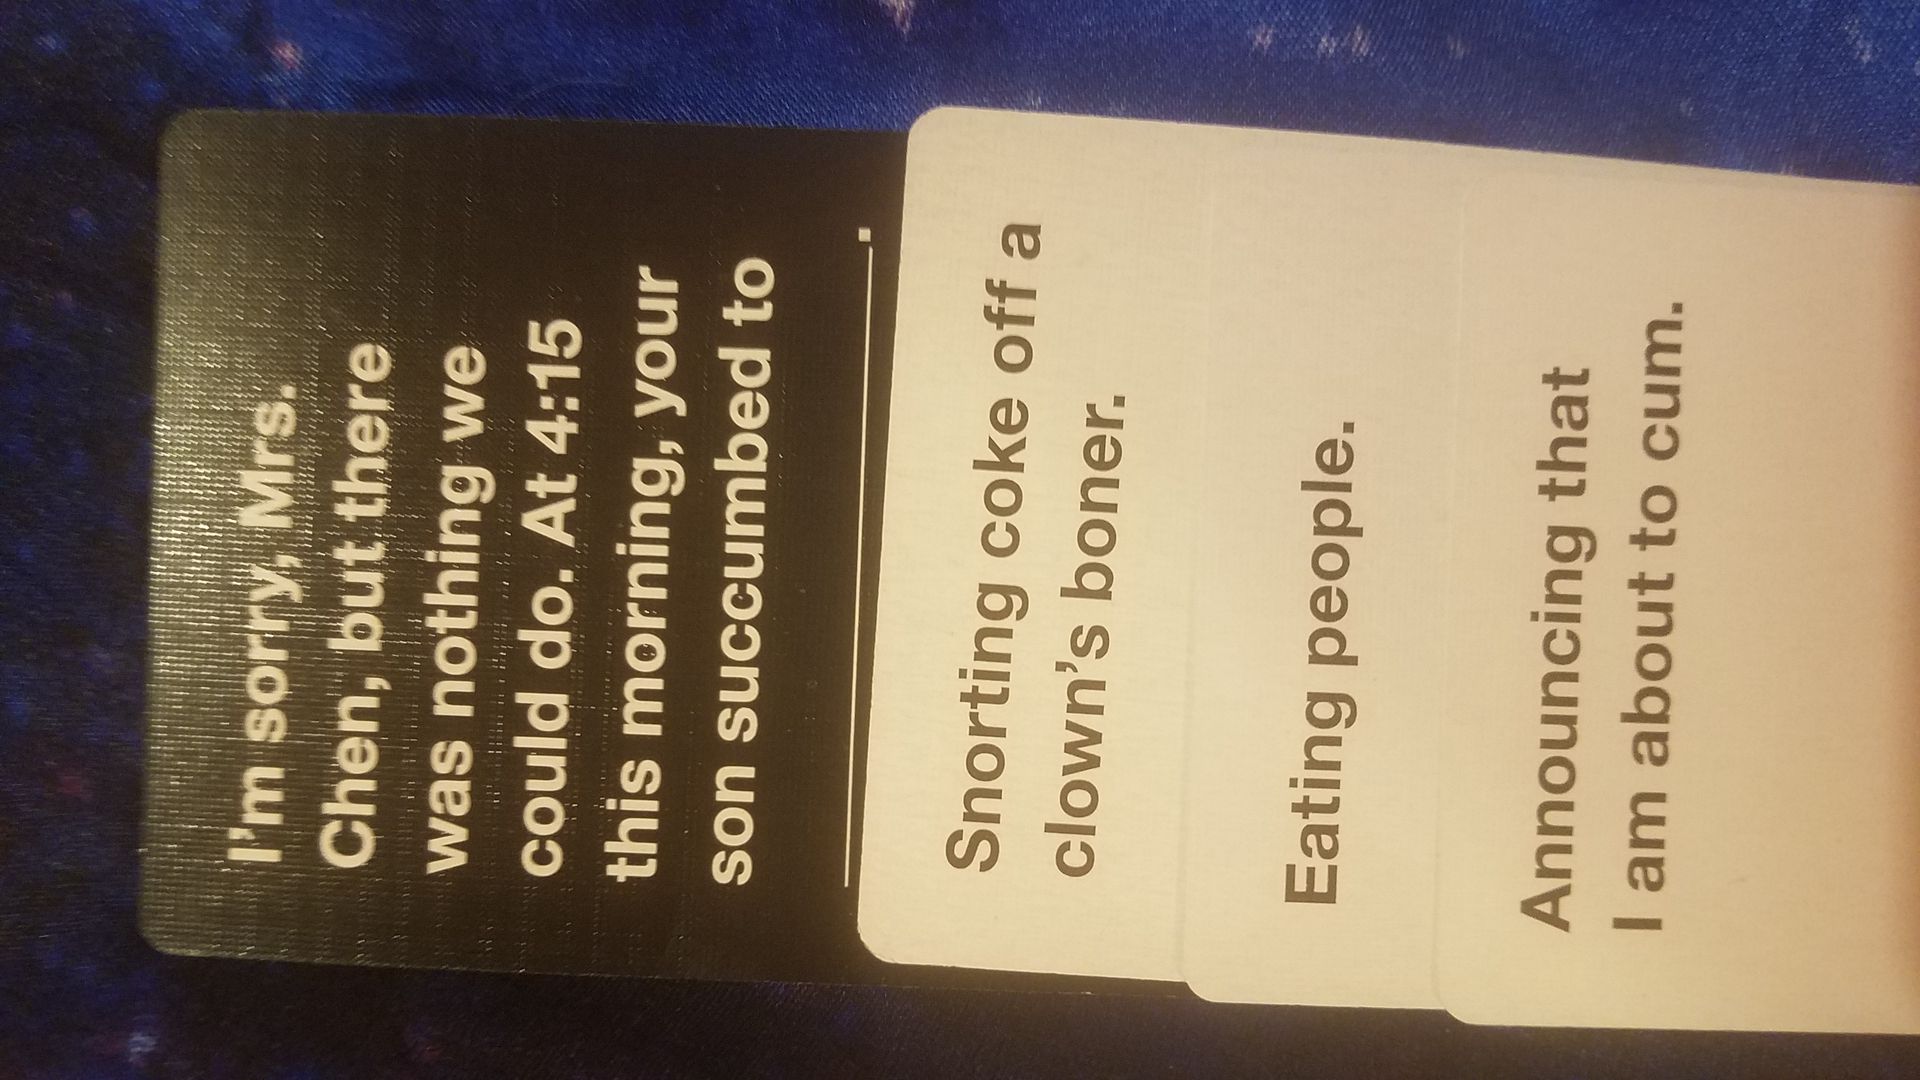 I'm sorry, Mrs.
Chen, but there
was nothing we
could do. At 4:15
this morning, your
son succumbed to
.
Snorting coke off a
clown's boner.
Eating people.
Announcing that
I am about to cum.